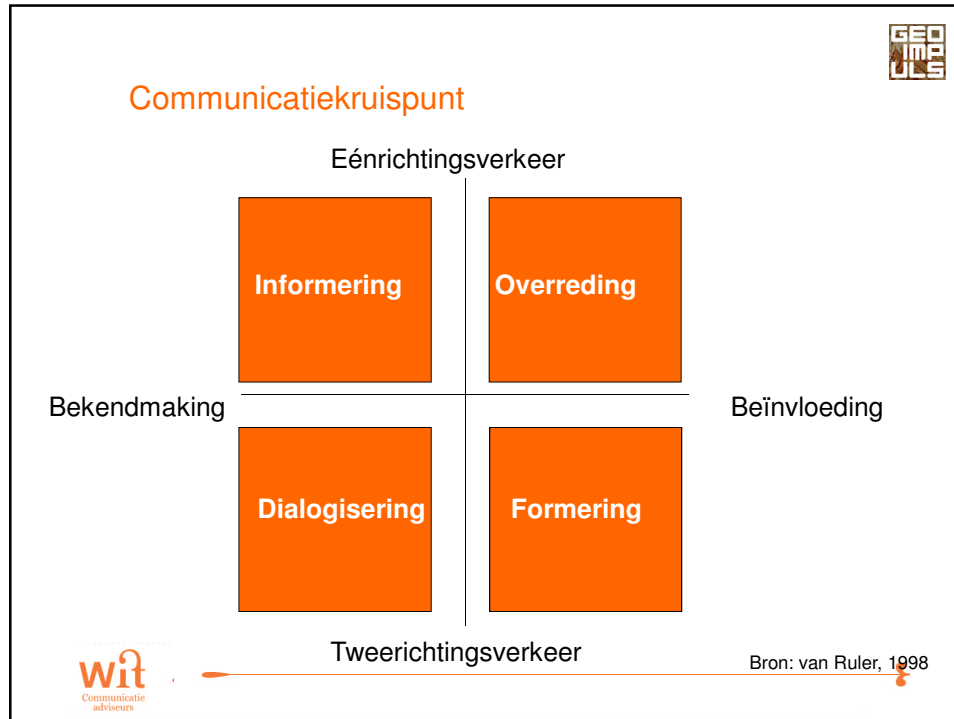 GEO
IMP
ULS
Communicatiekruispunt
Eénrichtingsverkeer
Informering
Overreding
Bekendmaking
Beïnvloeding
Dialogisering
Formering
Tweerichtingsverkeer
Bron: van Ruler, 1998
wit
Communicatie
adviseurs